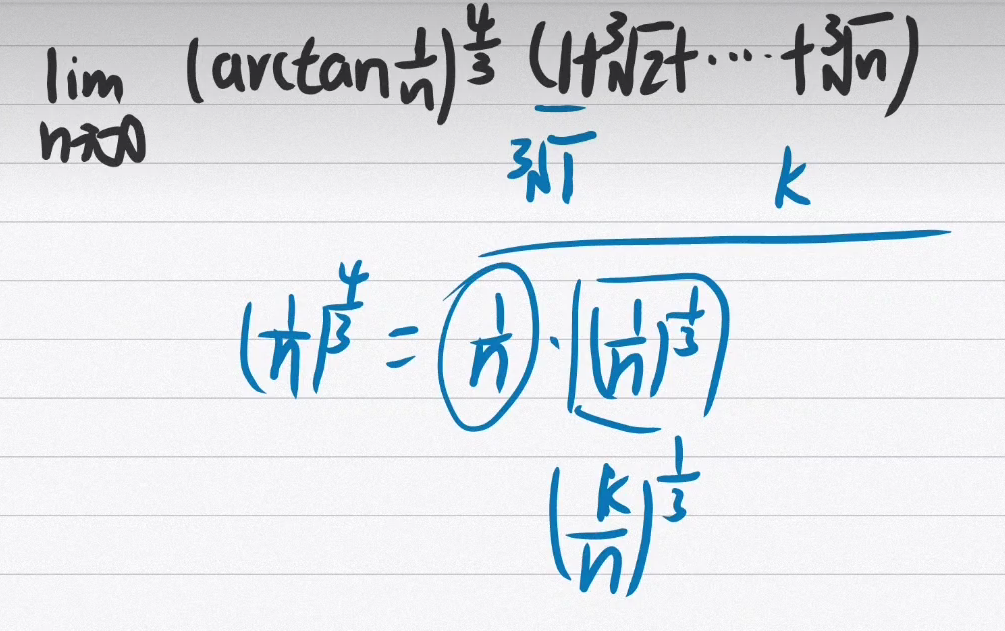 lim n→∞ (arctan 1/n)^(4/3) (1+∛2+⋯+∛n)
∛1 k
(1/n)^(4/3) = 1/n · (1/n)^(1/3)
(k/n)^(1/3)